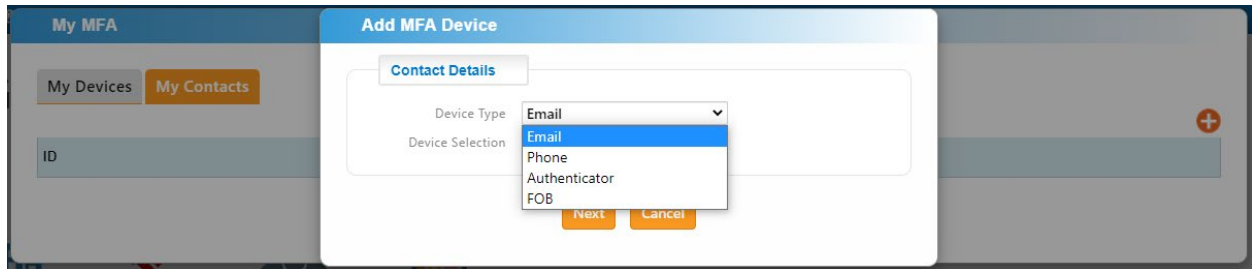 My MFA
Add MFA Device
Contact Details
My Devices My Contacts
Device Type Email
Device Selection Email
Phone
Authenticator
FOB
ID
Next Cancel